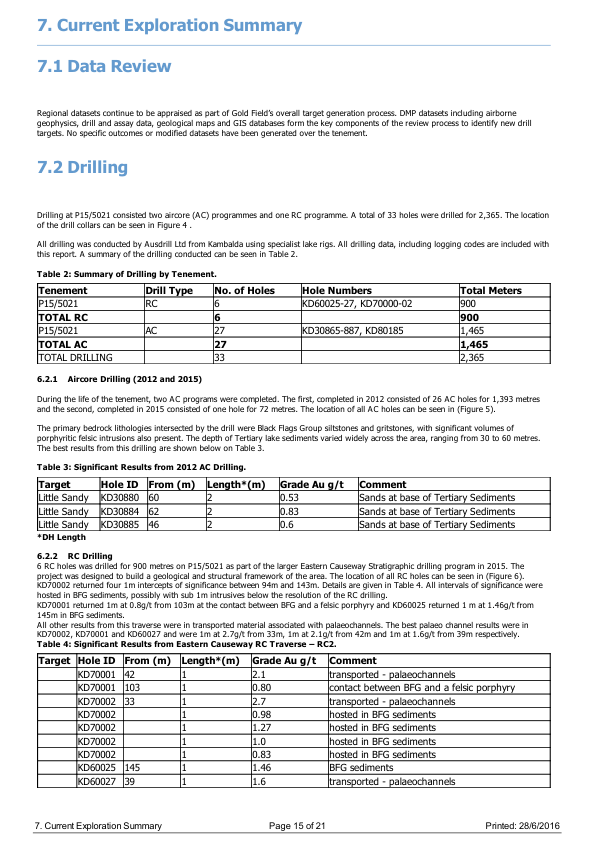 7. Current Exploration Summary
7.1 Data Review
Regional datasets continue to be appraised as part of Gold Field's overall target generation process. DMP datasets including airborne
geophysics, drill and assay data, geological maps and GIS databases form the key components of the review process to identify new drill
targets. No specific outcomes or modified datasets have been generated over the tenement.
7.2 Drilling
Drilling at P15/5021 consisted two aircore (AC) programmes and one RC programme. A total of 33 holes were drilled for 2,365. The location
of the drill collars can be seen in Figure 4 .
All drilling was conducted by Ausdrill Ltd from Kambalda using specialist lake rigs. All drilling data, including logging codes are included with
this report. A summary of the drilling conducted can be seen in Table 2.
Table 2: Summary of Drilling by Tenement.
Tenement Drill Type No. of Holes Hole Numbers Total Meters
P15/5021 RC 6 KD60025-27, KD70000-02 900
TOTAL RC 6 900
P15/5021 AC 27 KD30865-887, KD80185 1,465
TOTAL AC 27 1,465
TOTAL DRILLING 33 2,365
6.2.1 Aircore Drilling (2012 and 2015)
During the life of the tenement, two AC programs were completed. The first, completed in 2012 consisted of 26 AC holes for 1,393 metres
and the second, completed in 2015 consisted of one hole for 72 metres. The location of all AC holes can be seen in (Figure 5).
The primary bedrock lithologies intersected by the drill were Black Flags Group siltstones and gritstones, with significant volumes of
porphyritic felsic intrusions also present. The depth of Tertiary lake sediments varied widely across the area, ranging from 30 to 60 metres.
The best results from this drilling are shown below on Table 3.
Table 3: Significant Results from 2012 AC Drilling.
Target Hole ID From (m) Length*(m) Grade Au g/t Comment
Little Sandy KD30880 60 2 0.53 Sands at base of Tertiary Sediments
Little Sandy KD30884 62 2 0.83 Sands at base of Tertiary Sediments
Little Sandy KD30885 46 2 0.6 Sands at base of Tertiary Sediments
*DH Length
6.2.2 RC Drilling
6 RC holes was drilled for 900 metres on P15/5021 as part of the larger Eastern Causeway Stratigraphic drilling program in 2015. The
project was designed to build a geological and structural framework of the area. The location of all RC holes can be seen in (Figure 6).
KD70002 returned four 1m intercepts of significance between 94m and 143m. Details are given in Table 4. All intervals of significance were
hosted in BFG sediments, possibly with sub 1m intrusives below the resolution of the RC drilling.
KD70001 returned 1m at 0.8g/t from 103m at the contact between BFG and a felsic porphyry and KD60025 returned 1 m at 1.46g/t from
145m in BFG sediments.
All other results from this traverse were in transported material associated with palaeochannels. The best palaeo channel results were in
KD70002, KD70001 and KD60027 and were 1m at 2.7g/t from 33m, 1m at 2.1g/t from 42m and 1m at 1.6g/t from 39m respectively.
Table 4: Significant Results from Eastern Causeway RC Traverse – RC2.
Target Hole ID From (m) Length*(m) Grade Au g/t Comment
KD70001 42 1 2.1 transported - palaeochannels
KD70001 103 1 0.80 contact between BFG and a felsic porphyry
KD70002 33 1 2.7 transported - palaeochannels
KD70002 1 0.98 hosted in BFG sediments
KD70002 1 1.27 hosted in BFG sediments
KD70002 1 1.0 hosted in BFG sediments
KD70002 1 0.83 hosted in BFG sediments
KD60025 145 1 1.46 BFG sediments
KD60027 39 1 1.6 transported - palaeochannels
7. Current Exploration Summary Page 15 of 21 Printed: 28/6/2016